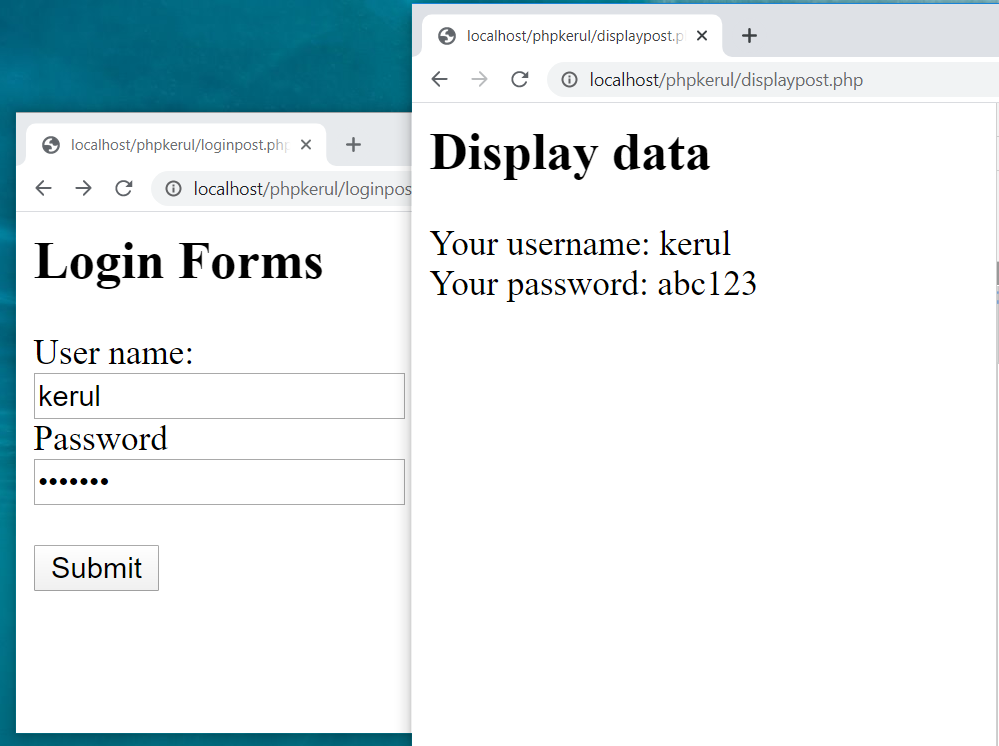 localhost/phpkerul/loginpost.php
localhost/phpkerul/loginpos
Login Forms
User name:
kerul
Password
•••••••
Submit
localhost/phpkerul/displaypost.p
localhost/phpkerul/displaypost.php
Display data
Your username: kerul
Your password: abc123